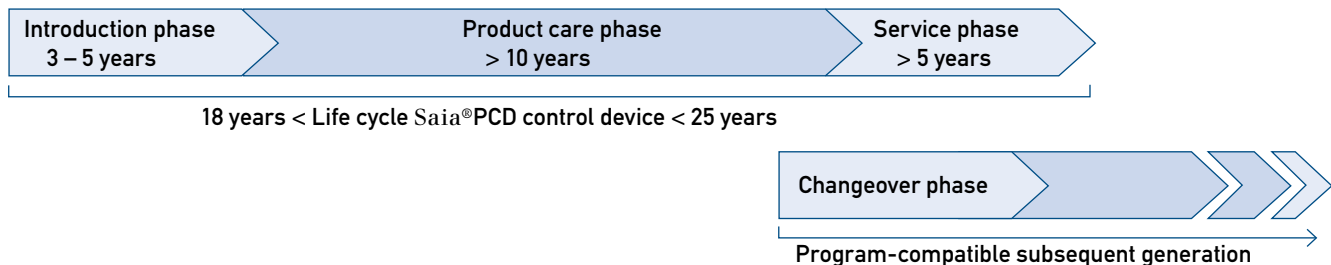 Introduction phase
3 – 5 years
Product care phase
> 10 years
Service phase
> 5 years
18 years < Life cycle Saia®PCD control device < 25 years
Changeover phase
Program-compatible subsequent generation